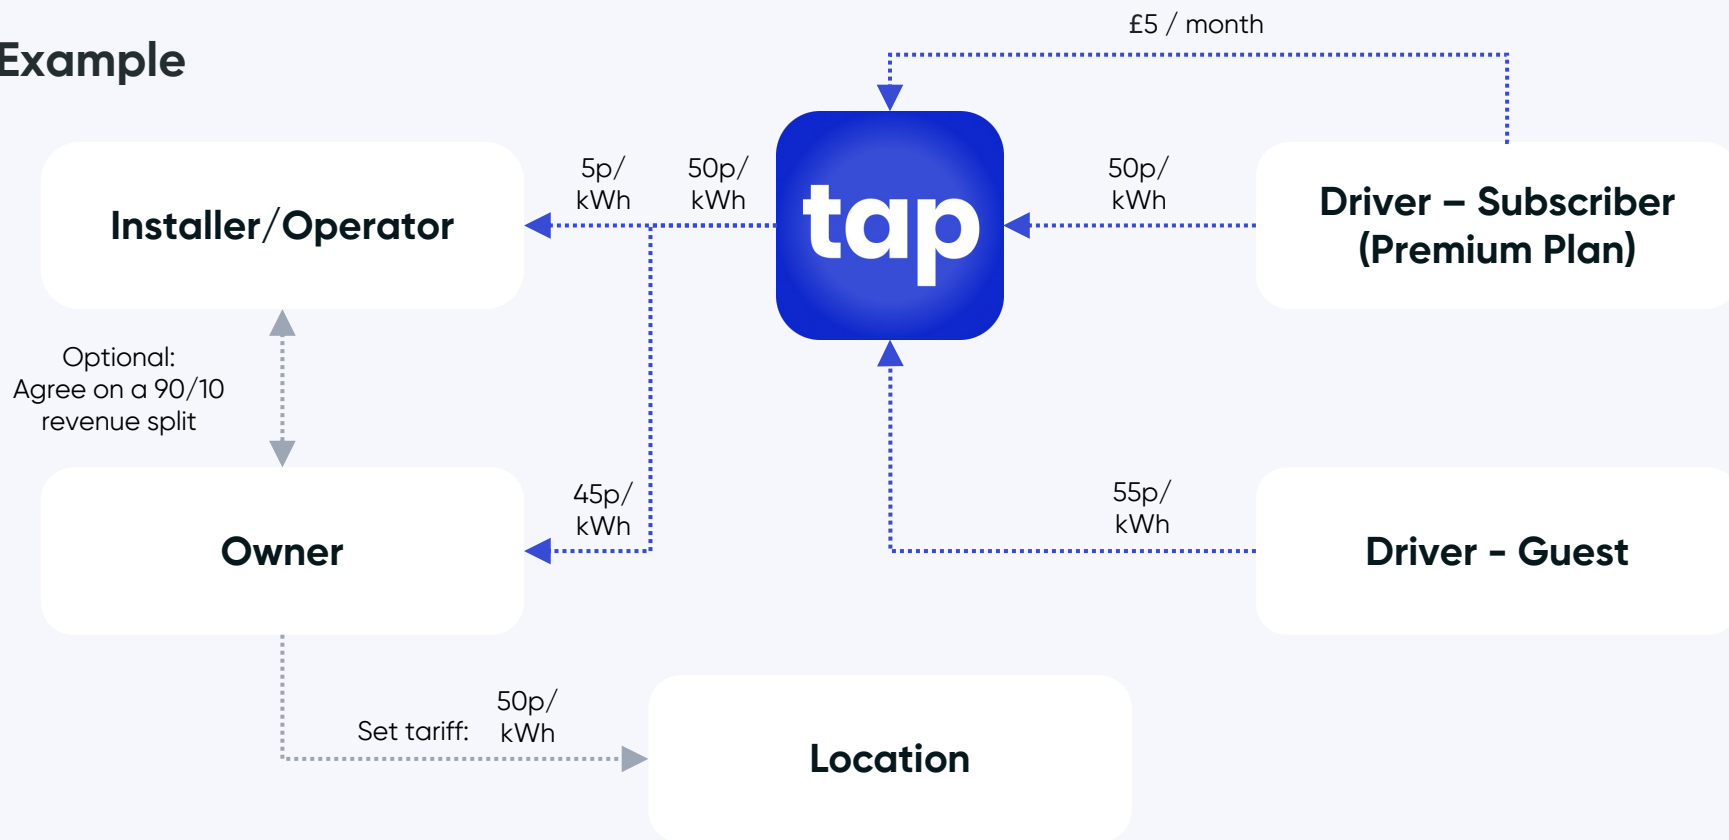 Example
£5 / month
Installer/Operator
5p/
kWh
50p/
kWh
tap
50p/
kWh
Driver – Subscriber
(Premium Plan)
Optional:
Agree on a 90/10
revenue split
Owner
45p/
kWh
55p/
kWh
Driver - Guest
Set tariff:
50p/
kWh
Location